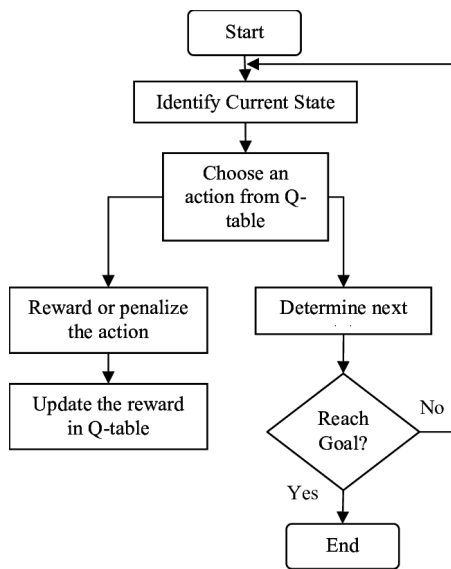 Start
Identify Current State
Choose an
action from Q-
table
Reward or penalize
the action
Determine next
Update the reward
in Q-table
Reach
Goal?
No
Yes
End